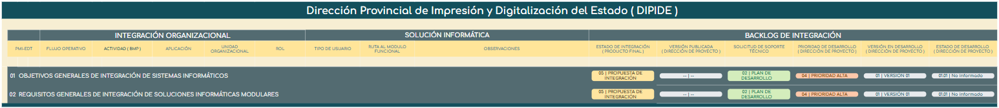 Dirección Provincial de Impresión y Digitalización del Estado ( DIPIDE )
INTEGRACIÓN ORGANIZACIONAL SOLUCIÓN INFORMÁTICA BACKLOG DE INTEGRACIÓN
PMI-EDT
FLUJO OPERATIVO
ACTIVIDAD ( BMP )
APLICACIÓN
UNIDAD
ORGANIZACIONAL
ROL
TIPO DE USUARIO
RUTA AL MODULO
FUNCIONAL
OBSERVACIONES
ESTADO DE INTEGRACIÓN
( PRODUCTO FINAL )
VERSIÓN PUBLICADA
( DIRECCIÓN DE PROYECTO )
SOLICITUD DE SOPORTE
TÉCNICO
PRIORIDAD DE DESARROLLO
( DIRECCIÓN DE PROYECTO )
VERSIÓN EN DESARROLLO
( DIRECCIÓN DE PROYECTO )
ESTADO DE DESARROLLO
( DIRECCIÓN DE PROYECTO )
01 OBJETIVOS GENERALES DE INTEGRACIÓN DE SISTEMAS INFORMÁTICOS
05 | PROPUESTA DE
INTEGRACIÓN
-- | --
02 | PLAN DE
DESARROLLO
04 | PRIORIDAD ALTA
01 | VERSIÓN 01
01.01 | No informado
02 REQUISITOS GENERALES DE INTEGRACIÓN DE SOLUCIONES INFORMÁTICAS MODULARES
05 | PROPUESTA DE
INTEGRACIÓN
-- | --
02 | PLAN DE
DESARROLLO
04 | PRIORIDAD ALTA
01 | VERSIÓN 01
01.01 | No informado